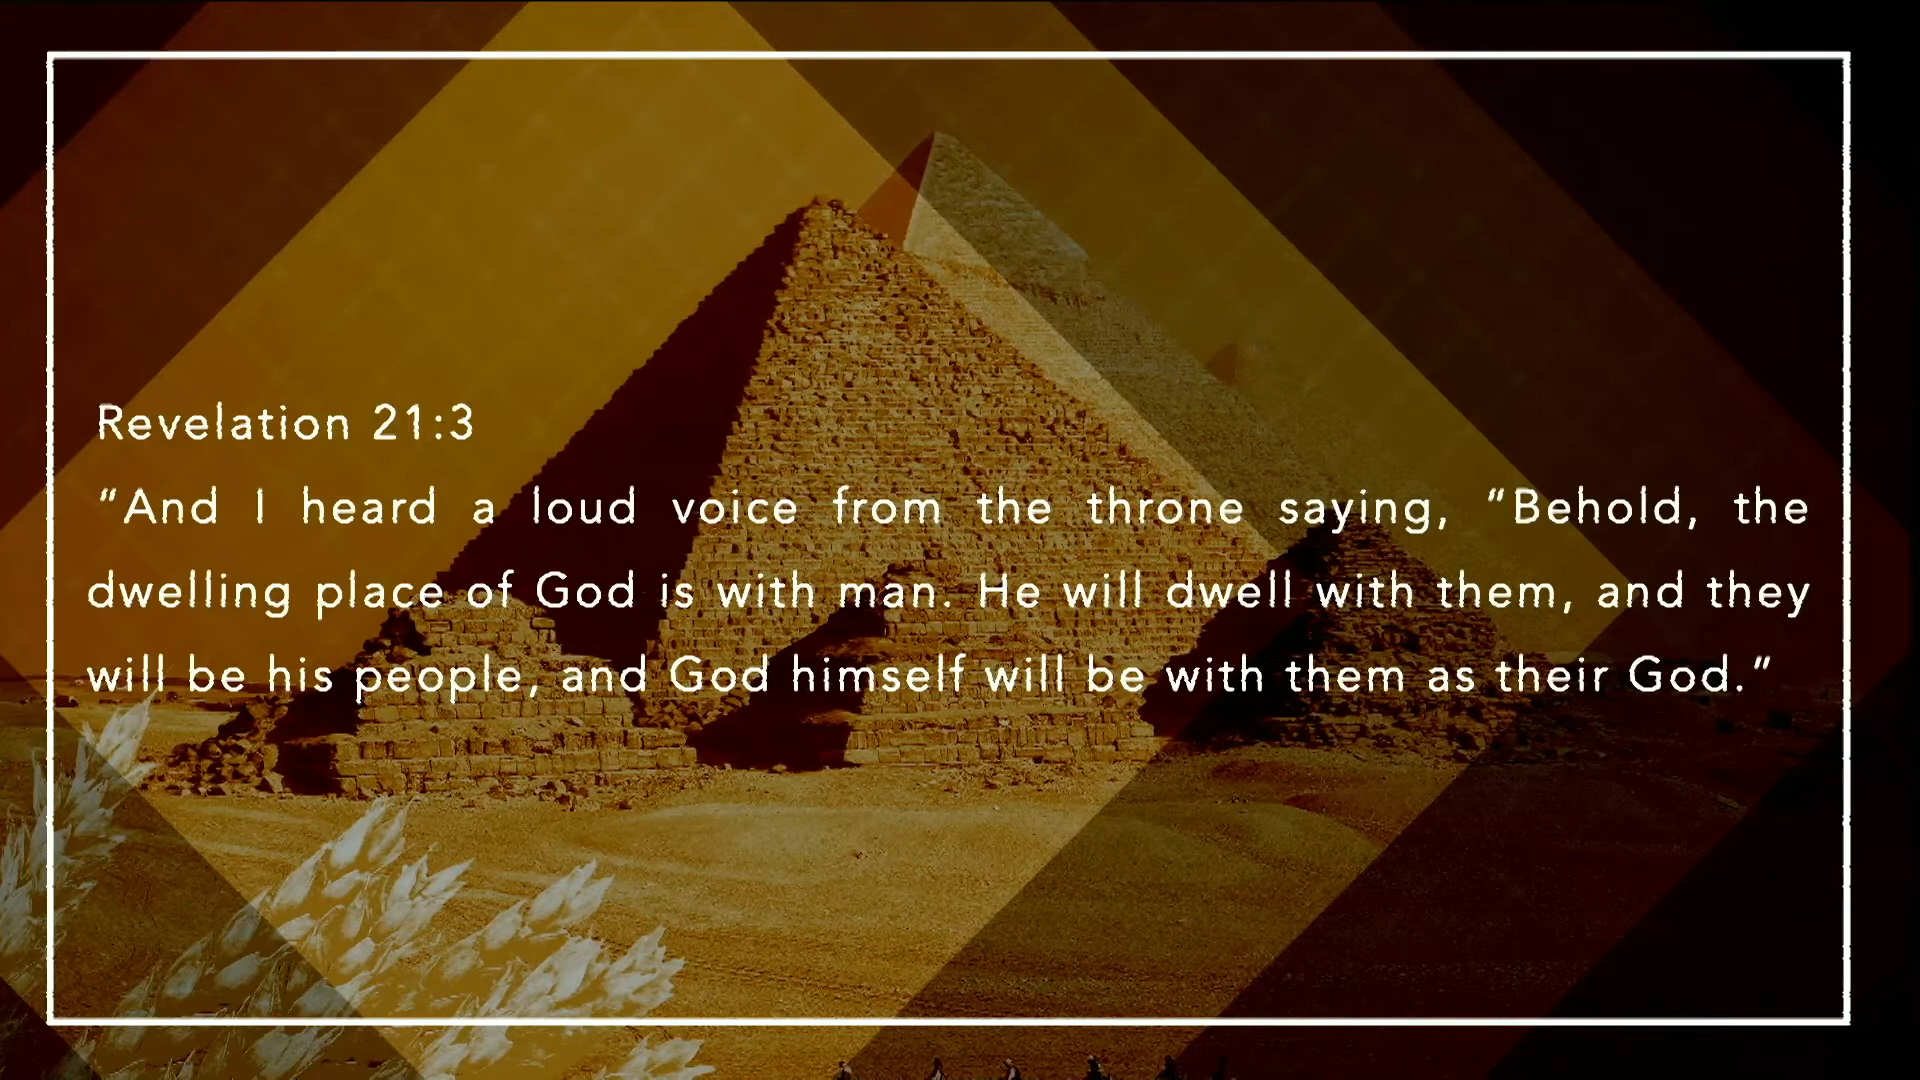 Revelation 21:3
“And I heard a loud voice from the throne saying, “Behold, the
dwelling place of God is with man. He will dwell with them, and they
will be his people, and God himself will be with them as their God.”